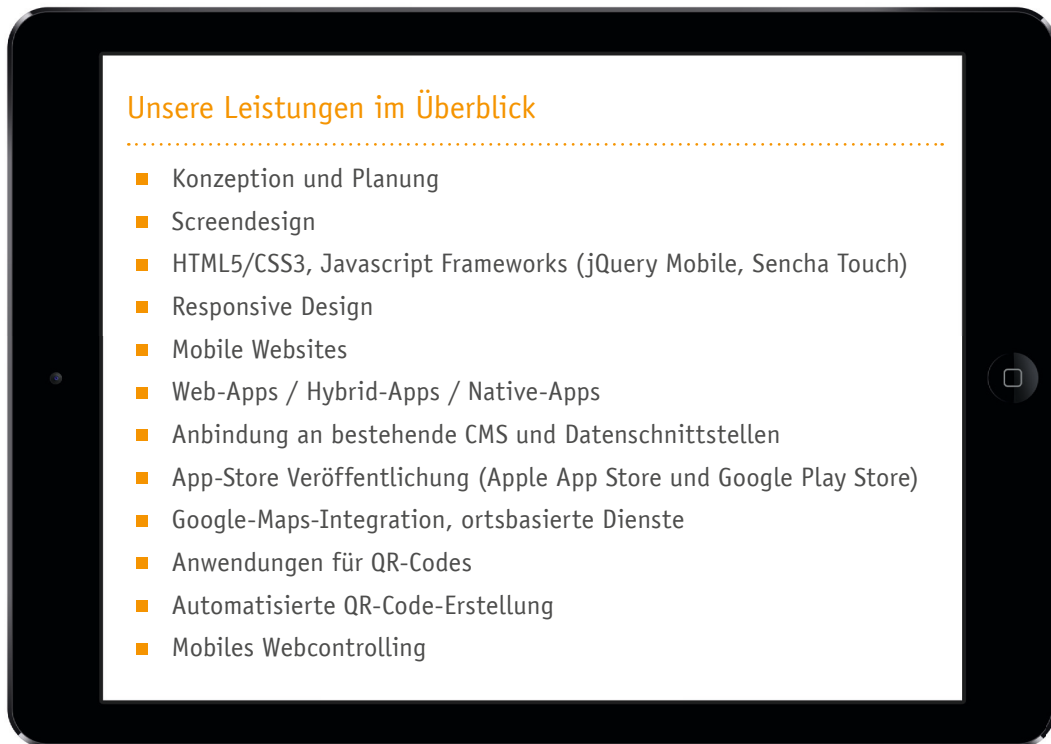 Unsere Leistungen im Überblick
Konzeption und Planung
Screendesign
HTML5/CSS3, Javascript Frameworks (jQuery Mobile, Sencha Touch)
Responsive Design
Mobile Websites
Web-Apps / Hybrid-Apps / Native-Apps
Anbindung an bestehende CMS und Datenschnittstellen
App-Store Veröffentlichung (Apple App Store und Google Play Store)
Google-Maps-Integration, ortsbasierte Dienste
Anwendungen für QR-Codes
Automatisierte QR-Code-Erstellung
Mobiles Webcontrolling